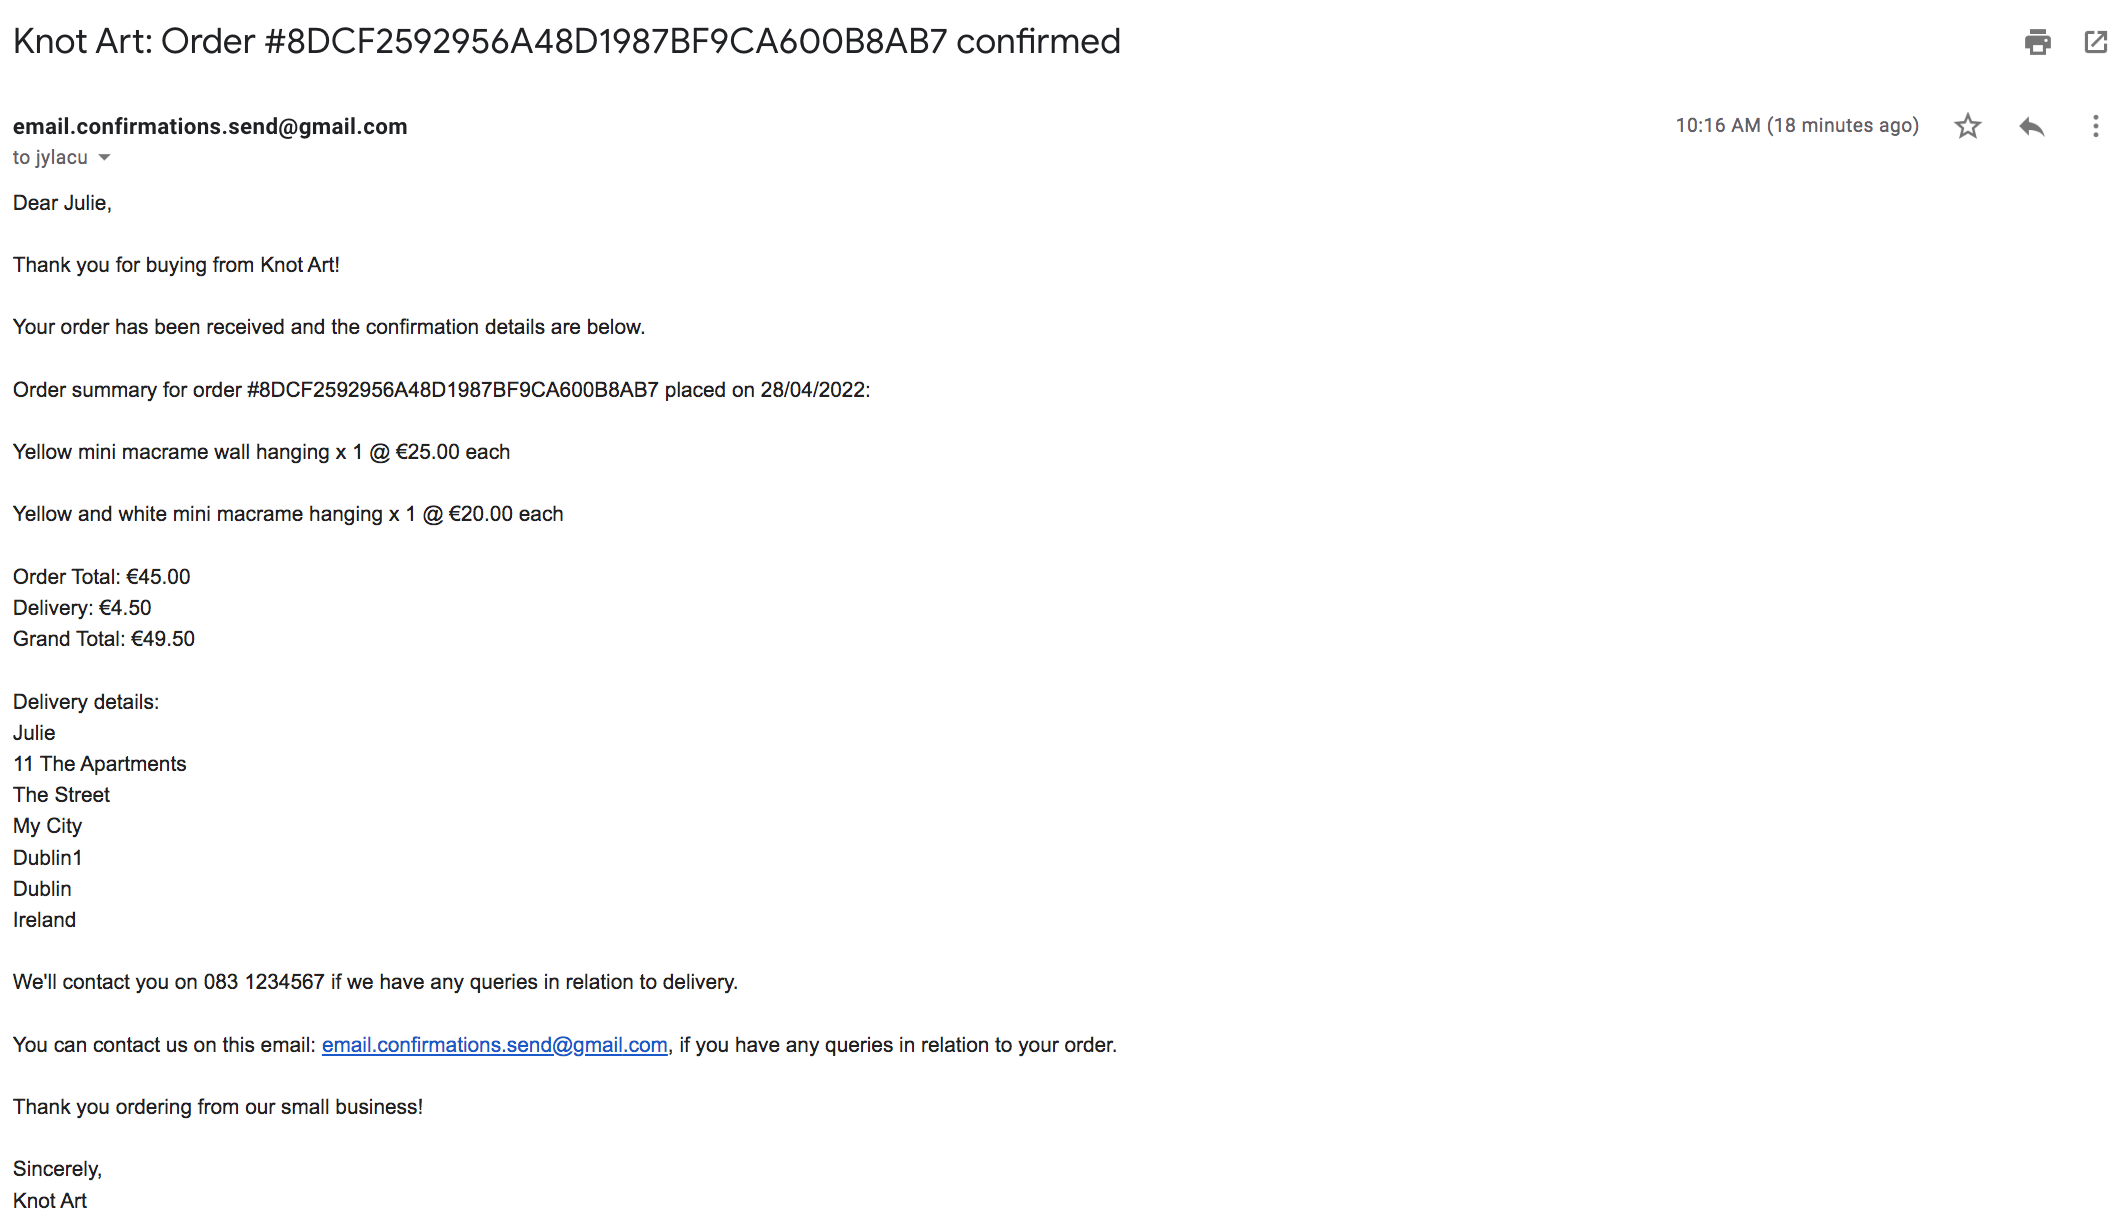 Knot Art: Order #8DCF2592956A48D1987BF9CA600B8AB7 confirmed
email.confirmations.send@gmail.com
10:16 AM (18 minutes ago)
to jylacu
Dear Julie,
Thank you for buying from Knot Art!
Your order has been received and the confirmation details are below.
Order summary for order #8DCF2592956A48D1987BF9CA600B8AB7 placed on 28/04/2022:
Yellow mini macrame wall hanging x 1 @ €25.00 each
Yellow and white mini macrame hanging x 1 @ €20.00 each
Order Total: €45.00
Delivery: €4.50
Grand Total: €49.50
Delivery details:
Julie
11 The Apartments
The Street
My City
Dublin1
Dublin
Ireland
We'll contact you on 083 1234567 if we have any queries in relation to delivery.
You can contact us on this email: email.confirmations.send@gmail.com, if you have any queries in relation to your order.
Thank you ordering from our small business!
Sincerely,
Knot Art